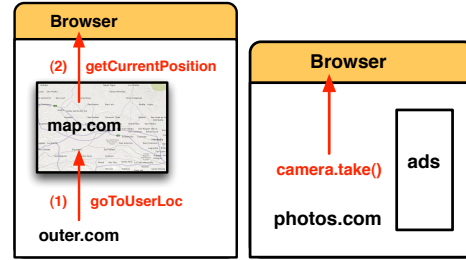 Browser
(2) getCurrentPosition
map.com
(1) goToUserLoc
outer.com
Browser
camera.take()
ads
photos.com